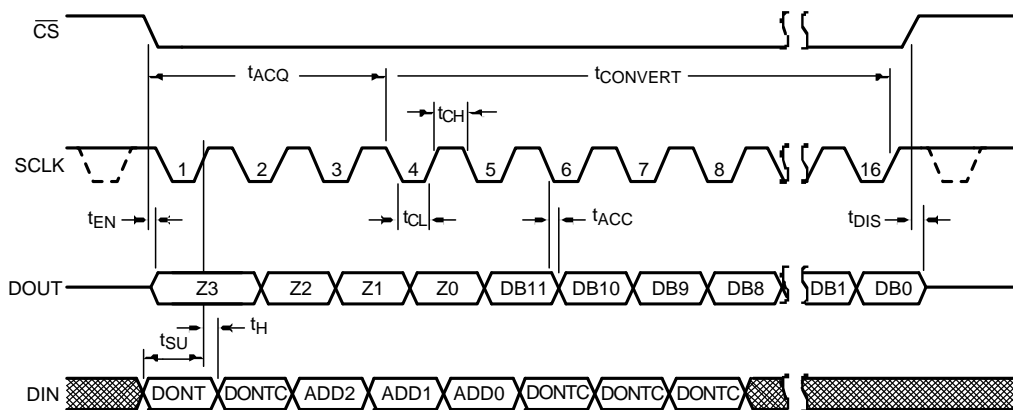 CS
tACQ
tCONVERT
tCH
SCLK
1 2 3 4 5 6 7 8 16
tEN
tCL
tACC
tDIS
DOUT
Z3 Z2 Z1 Z0 DB11 DB10 DB9 DB8 DB1 DB0
tSU
tH
DIN
DONT DONTC ADD2 ADD1 ADD0 DONTC DONTC DONTC